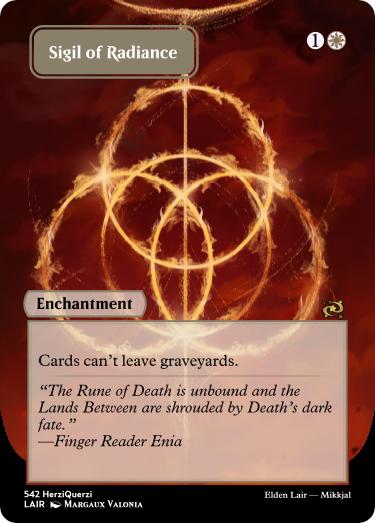 Sigil of Radiance
1
Enchantment
Cards can't leave graveyards.
“The Rune of Death is unbound and the
Lands Between are shrouded by Death's dark
fate.”
—Finger Reader Enia
542 HerziQuerzi
LAIR Margaux Valonia
Elden Lair — Mikkjal